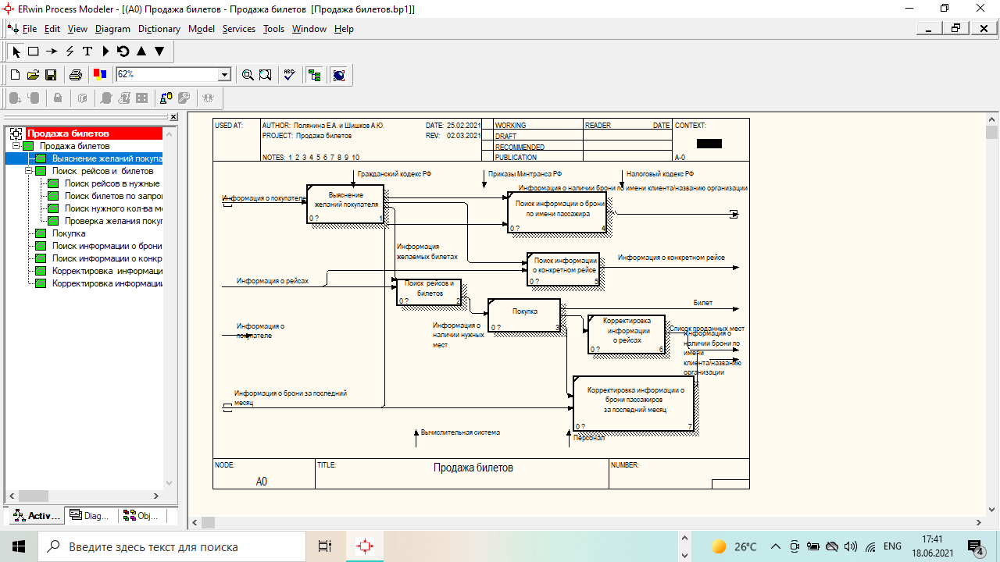 ERwin Process Modeler - [(A0) Продажа билетов - Продажа билетов [Продажа билетов.bp1]]
File Edit View Diagram Dictionary Model Services Tools Window Help
62%
ABC
Продажа билетов
Продажа билетов
Выяснение желаний покупа
Поиск рейсов и билетов
Поиск рейсов в нужные
Поиск билетов по запро
Поиск нужного кол-ва ме
Проверка желания покуп
Покупка
Поиск информации о брони
Поиск информации о конкр
Корректировка информаци
Корректировка информации
Activ... Diag... Obj...
USED AT:
AUTHOR: Полянина Е.А. и Шишков А.Ю.
DATE: 25.02.2021
PROJECT: Продажа билетов
REV: 02.03.2021
NOTES: 1 2 3 4 5 6 7 8 9 10
WORKING
DRAFT
RECOMMENDED
PUBLICATION
READER DATE
CONTEXT:
A-0
Гражданский кодекс РФ
Приказы Минтранса РФ
Налоговый кодекс РФ
Информация о покупателе
Выяснение
желаний покупателя
0 ? 1
Информация о наличии брони по имени клиента/названию организации
Поиск информации о брони
по имени пассажира
0 ? 4
Информация
желаемых билетах
Поиск информации
о конкретном рейсе
0 ? 5
Информация о конкретном рейсе
Информация о рейсах
Поиск рейсов и
билетов
0 ? 2
Покупка
0 ? 3
Билет
Информация о
покупателе
Информация о
наличии нужных
мест
Корректировка
информации
о рейсах
0 ? 6
Список проданных мест
Информация о
наличии брони по
имени
клиента/названию
организации
Информация о брони за последний
месяц
Корректировка информации о
брони пассажиров
за последний месяц
0 ? 7
Вычислительная система
Персонал
NODE:
A0
TITLE:
Продажа билетов
NUMBER:
Введите здесь текст для поиска
26°C
ENG
17:41
18.06.2021
4